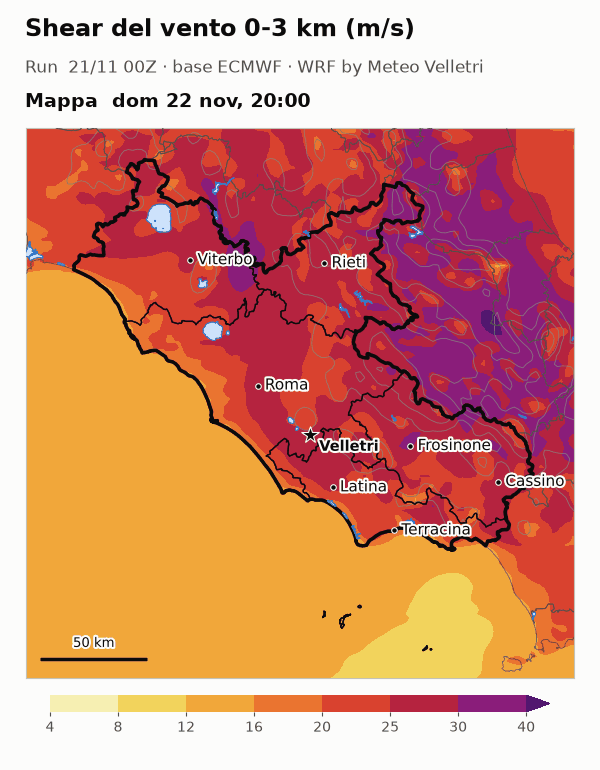 Shear del vento 0-3 km (m/s)
Run  21/11 00Z · base ECMWF · WRF by Meteo Velletri
Mappa  dom 22 nov, 20:00
Viterbo
Rieti
Roma
Velletri
Frosinone
Cassino
Latina
Terracina
50 km
4 8 12 16 20 25 30 40